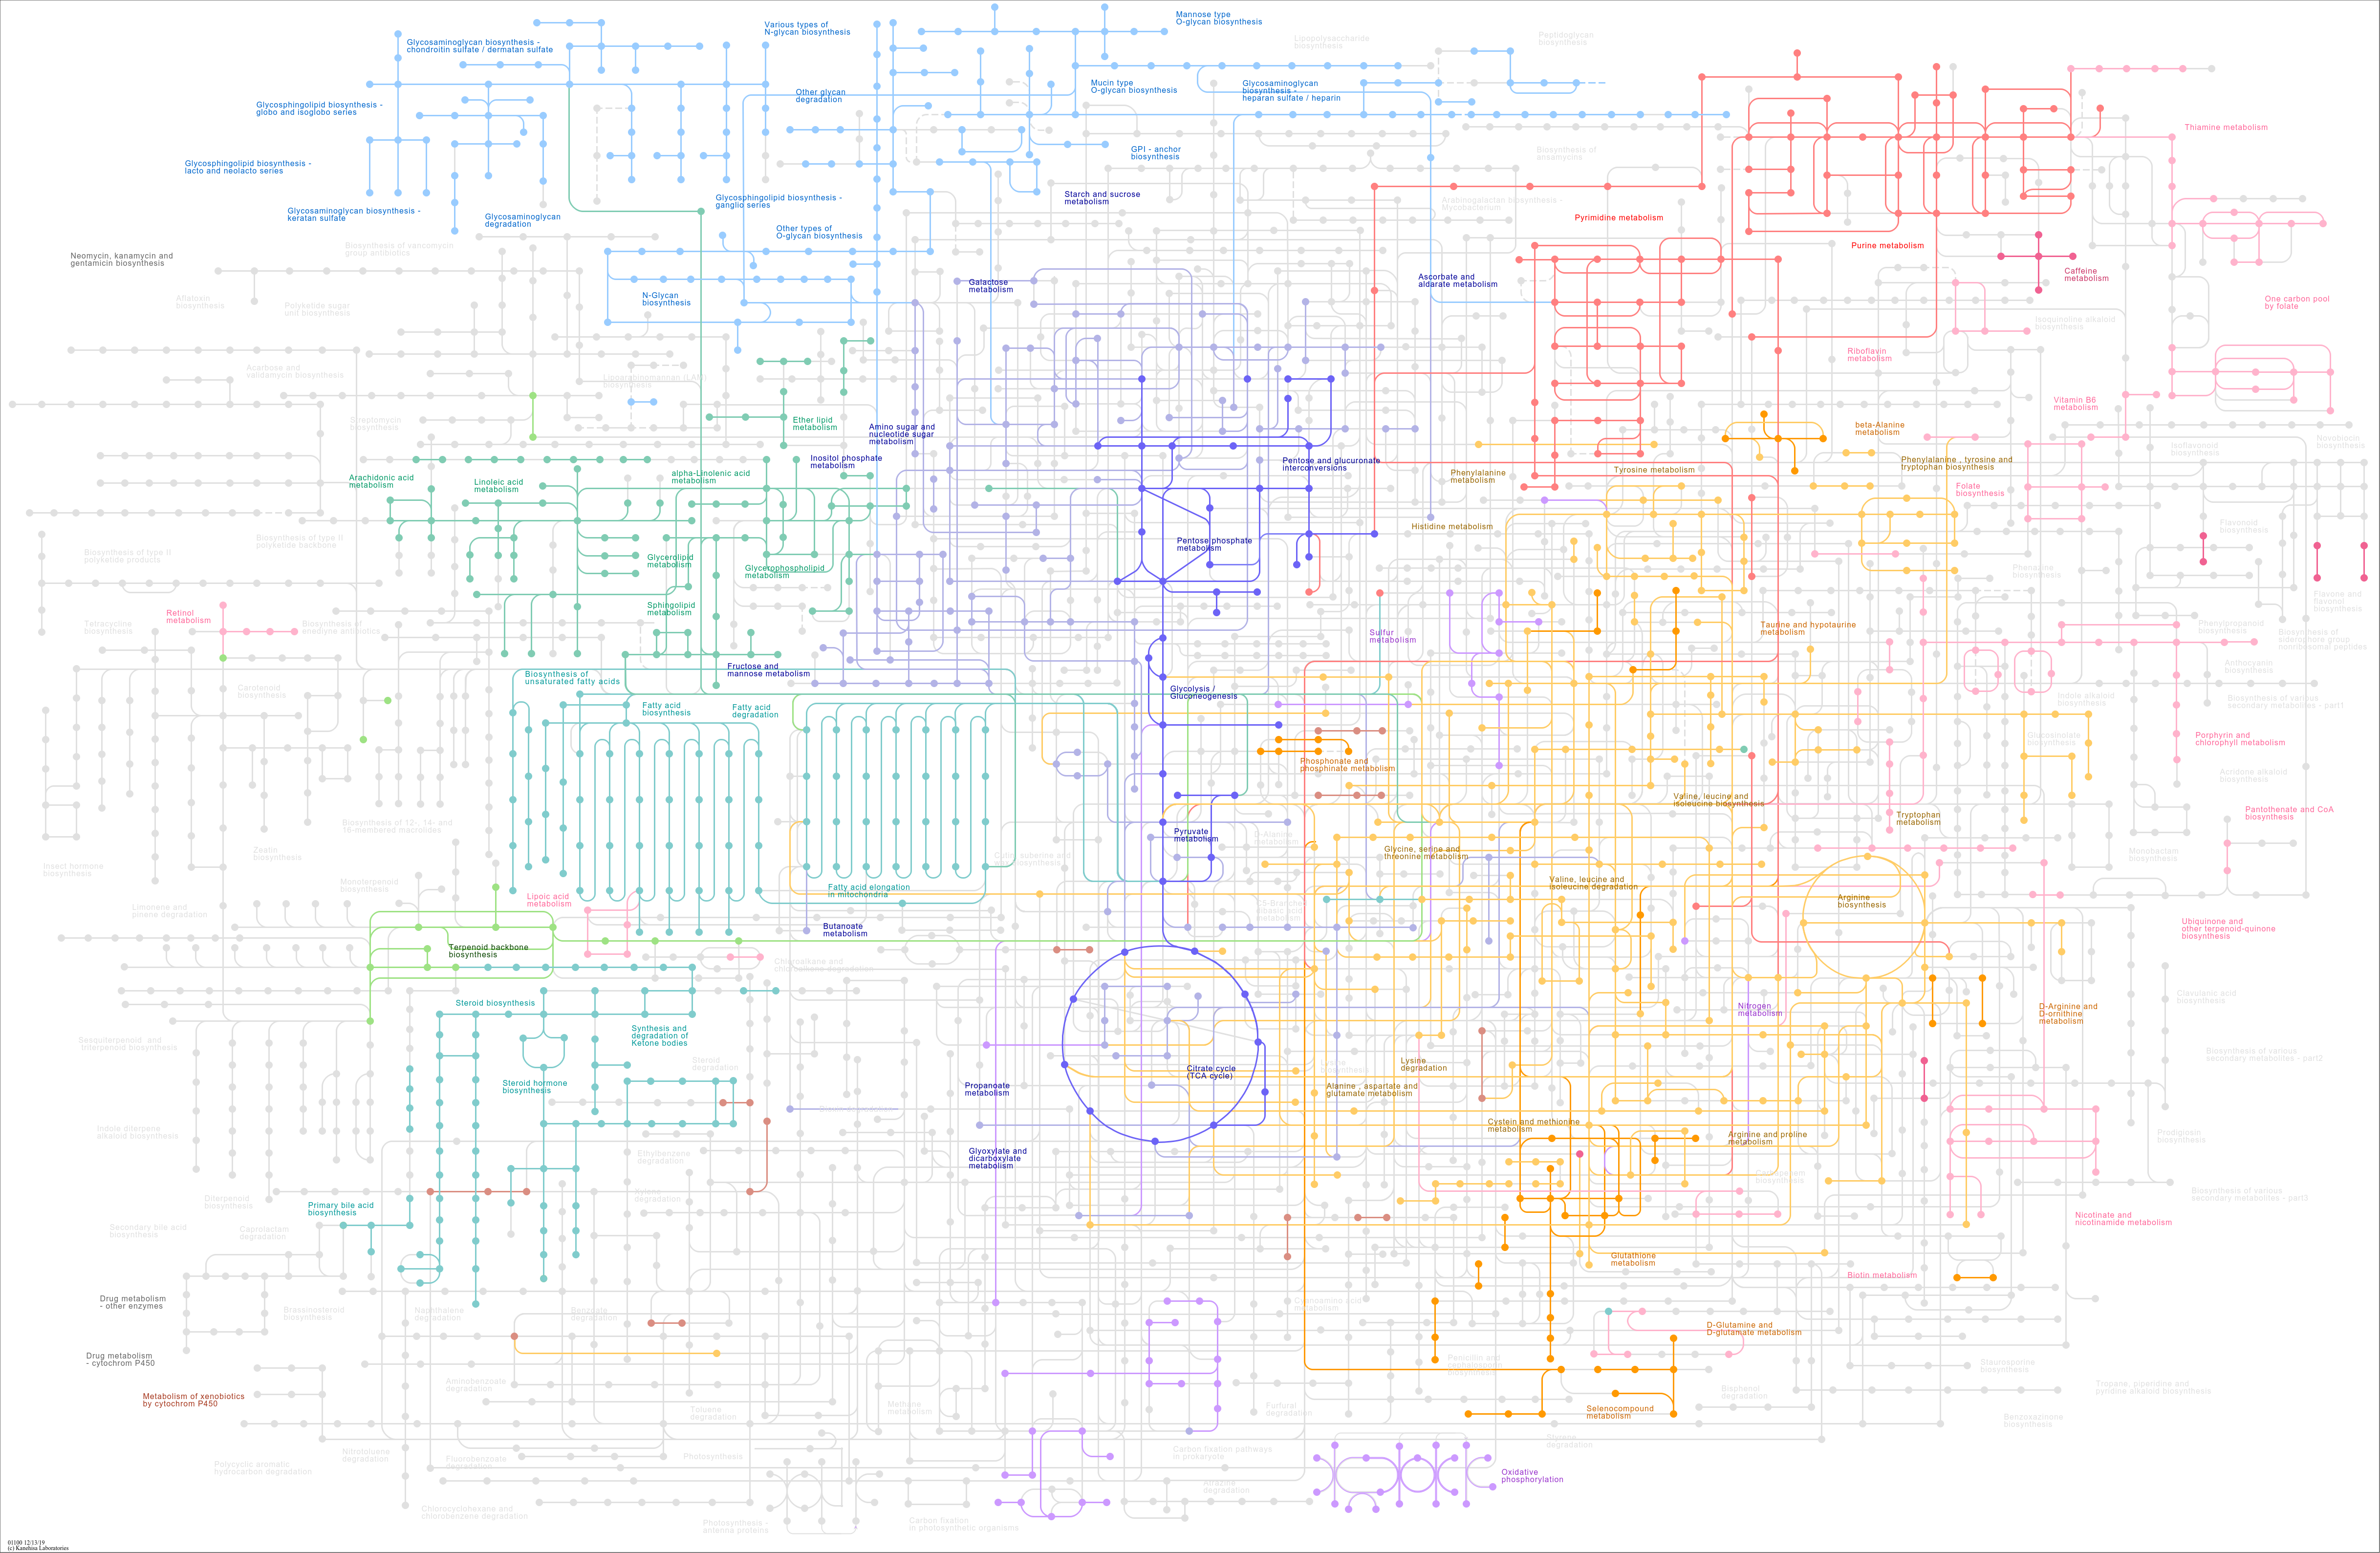 Various types of
N-glycan biosynthesis
Mannose type
O-glycan biosynthesis
Glycosaminoglycan biosynthesis -
chondroitin sulfate / dermatan sulfate
Lipopolysaccharide
biosynthesis
Peptidoglycan
biosynthesis
Mucin type
O-glycan biosynthesis
Glycosaminoglycan
biosynthesis -
heparan sulfate / heparin
Other glycan
degradation
Glycosphingolipid biosynthesis -
globo and isoglobo series
Thiamine metabolism
GPI - anchor
biosynthesis
Biosynthesis of
ansamycins
Glycosphingolipid biosynthesis -
lacto and neolacto series
Starch and sucrose
metabolism
Glycosphingolipid biosynthesis -
ganglio series
Arabinogalactan biosynthesis -
Mycobacterium
Glycosaminoglycan biosynthesis -
keratan sulfate
Glycosaminoglycan
degradation
Pyrimidine metabolism
Other types of
O-glycan biosynthesis
Purine metabolism
Biosynthesis of vancomycin
group antibiotics
Neomycin, kanamycin and
gentamicin biosynthesis
Caffeine
metabolism
Galactose
metabolism
Ascorbate and
aldarate metabolism
N-Glycan
biosynthesis
Aflatoxin
biosynthesis
Polyketide sugar
unit biosynthesis
One carbon pool
by folate
Isoquinoline alkaloid
biosynthesis
Riboflavin
metabolism
Acarbose and
validamycin biosynthesis
Lipoarabinomannan (LAM)
biosynthesis
Vitamin B6
metabolism
Streptomycin
biosynthesis
Ether lipid
metabolism
Amino sugar and
nucleotide sugar
metabolism
beta-Alanine
metabolism
Novobiocin
biosynthesis
Isoflavonoid
biosynthesis
Inositol phosphate
metabolism
Pentose and glucuronate
interconversions
Phenylalanine , tyrosine and
tryptophan biosynthesis
Phenylalanine
metabolism
Tyrosine metabolism
Arachidonic acid
metabolism
Linoleic acid
metabolism
alpha-Linolenic acid
metabolism
Folate
biosynthesis
Histidine metabolism
Flavonoid
biosynthesis
Biosynthesis of type II
polyketide backbone
Biosynthesis of type II
polyketide products
Pentose phosphate
metabolism
Glycerolipid
metabolism
Glycerophospholipid
metabolism
Phenazine
biosynthesis
Flavone and
flavonol
biosynthesis
Retinol
metabolism
Sphingolipid
metabolism
Tetracycline
biosynthesis
Biosynthesis of
enediyne antibiotics
Sulfur
metabolism
Taurine and hypotaurine
metabolism
Phenylpropanoid
biosynthesis
Biosynthesis of
siderophore group
nonribosomal peptides
Fructose and
mannose metabolism
Biosynthesis of
unsaturated fatty acids
Anthocyanin
biosynthesis
Carotenoid
biosynthesis
Glycolysis /
Gluconeogenesis
Indole alkaloid
biosynthesis
Biosynthesis of various
secondary metabolites - part1
Fatty acid
biosynthesis
Fatty acid
degradation
Glucosinolate
biosynthesis
Porphyrin and
chlorophyll metabolism
Phosphonate and
phosphinate metabolism
Acridone alkaloid
biosynthesis
Valine, leucine and
isoleucine biosynthesis
Pantothenate and CoA
biosynthesis
Biosynthesis of 12-, 14- and
16-membered macrolides
Tryptophan
metabolism
Pyruvate
metabolism
D-Alanine
metabolism
Zeatin
biosynthesis
Cutin, suberine and
wax biosynthesis
Glycine, serine and
threonine metabolism
Monobactam
biosynthesis
Insect hormone
biosynthesis
Monoterpenoid
biosynthesis
Fatty acid elongation
in mitochondria
Valine, leucine and
isoleucine degradation
Lipoic acid
metabolism
Arginine
biosynthesis
Limonene and
pinene degradation
C5-Branched
dibasic acid
metabolism
Butanoate
metabolism
Ubiquinone and
other terpenoid-quinone
biosynthesis
Terpenoid backbone
biosynthesis
Chloroalkane and
chloroalkene degradation
Clavulanic acid
biosynthesis
Steroid biosynthesis
Nitrogen
metabolism
D-Arginine and
D-ornithine
metabolism
Synthesis and
degradation of
Ketone bodies
Sesquiterpenoid and
triterpenoid biosynthesis
Steroid
degradation
Lysine
biosynthesis
Lysine
degradation
Biosynthesis of various
secondary metabolites - part2
Citrate cycle
(TCA cycle)
Steroid hormone
biosynthesis
Propanoate
metabolism
Alanine , aspartate and
glutamate metabolism
Indole diterpene
alkaloid biosynthesis
Cystein and methionine
metabolism
Arginine and proline
metabolism
Prodigiosin
biosynthesis
Glyoxylate and
dicarboxylate
metabolism
Ethylbenzene
degradation
Carbapenem
biosynthesis
Xylene
degradation
Diterpenoid
biosynthesis
Biosynthesis of various
secondary metabolites - part3
Primary bile acid
biosynthesis
Nicotinate and
nicotinamide metabolism
Secondary bile acid
biosynthesis
Caprolactam
degradation
Glutathione
metabolism
Biotin metabolism
Drug metabolism
- other enzymes
Brassinosteroid
biosynthesis
Naphthalene
degradation
Benzoate
degradation
Cyanoamino acid
metabolism
D-Glutamine and
D-glutamate metabolism
Drug metabolism
- cytochrom P450
Penicillin and
cephalosporin
biosynthesis
Staurosporine
biosynthesis
Aminobenzoate
degradation
Bisphenol
degradation
Tropane, piperidine and
pyridine alkaloid biosynthesis
Metabolism of xenobiotics
by cytochrom P450
Toluene
degradation
Methane
metabolism
Furfural
degradation
Selenocompound
metabolism
Benzoxazinone
biosynthesis
Styrene
degradation
Nitrotoluene
degradation
Fluorobenzoate
degradation
Photosynthesis
Carbon fixation pathways
in prokaryote
Polycyclic aromatic
hydrocarbon degradation
Oxidative
phosphorylation
Atrazine
degradation
Chlorocyclohexane and
chlorobenzene degradation
Photosynthesis -
antenna proteins
Carbon fixation
in photosynthetic organisms
01100 12/13/19
(c) Kanehisa Laboratories